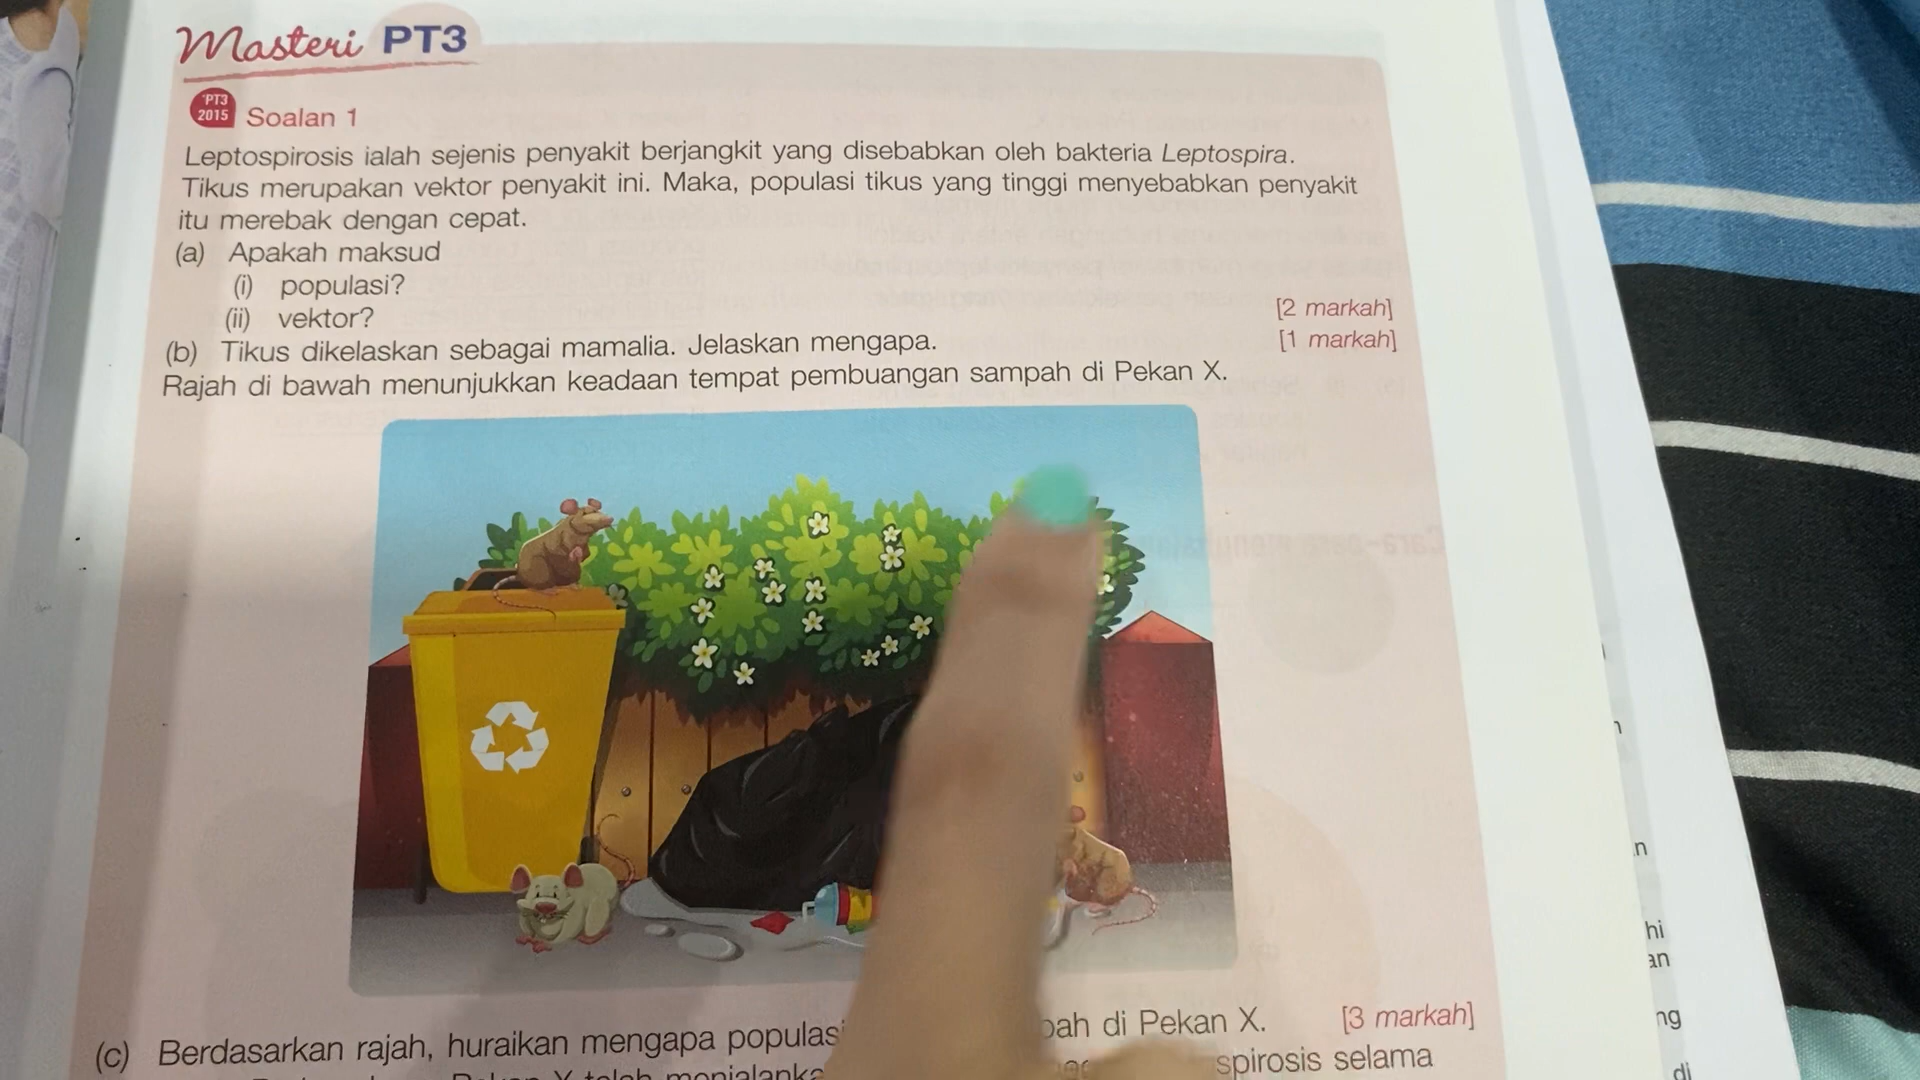 Masteri PT3
PT3
2015
Soalan 1
Leptospirosis ialah sejenis penyakit berjangkit yang disebabkan oleh bakteria Leptospira.
Tikus merupakan vektor penyakit ini. Maka, populasi tikus yang tinggi menyebabkan penyakit
itu merebak dengan cepat.
(a) Apakah maksud
(i) populasi?
(ii) vektor? [2 markah]
(b) Tikus dikelaskan sebagai mamalia. Jelaskan mengapa. [1 markah]
Rajah di bawah menunjukkan keadaan tempat pembuangan sampah di Pekan X.
(c) Berdasarkan rajah, huraikan mengapa populasi di Pekan X. [3 markah]
X telah menjalankan spirosis selama